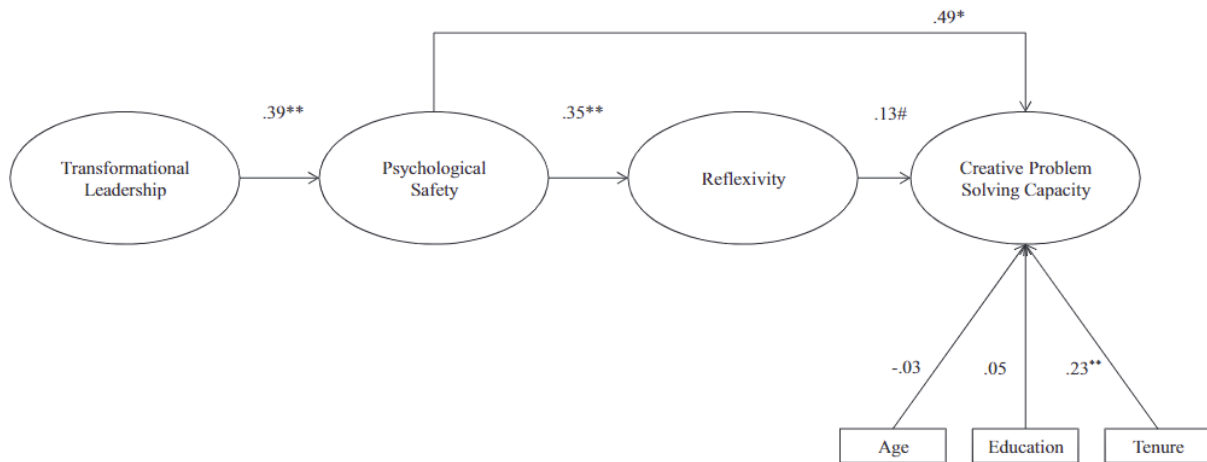 .49*
.39**
.35**
.13#
Transformational
Leadership
Psychological
Safety
Reflexivity
Creative Problem
Solving Capacity
-.03
.05
.23**
Age
Education
Tenure